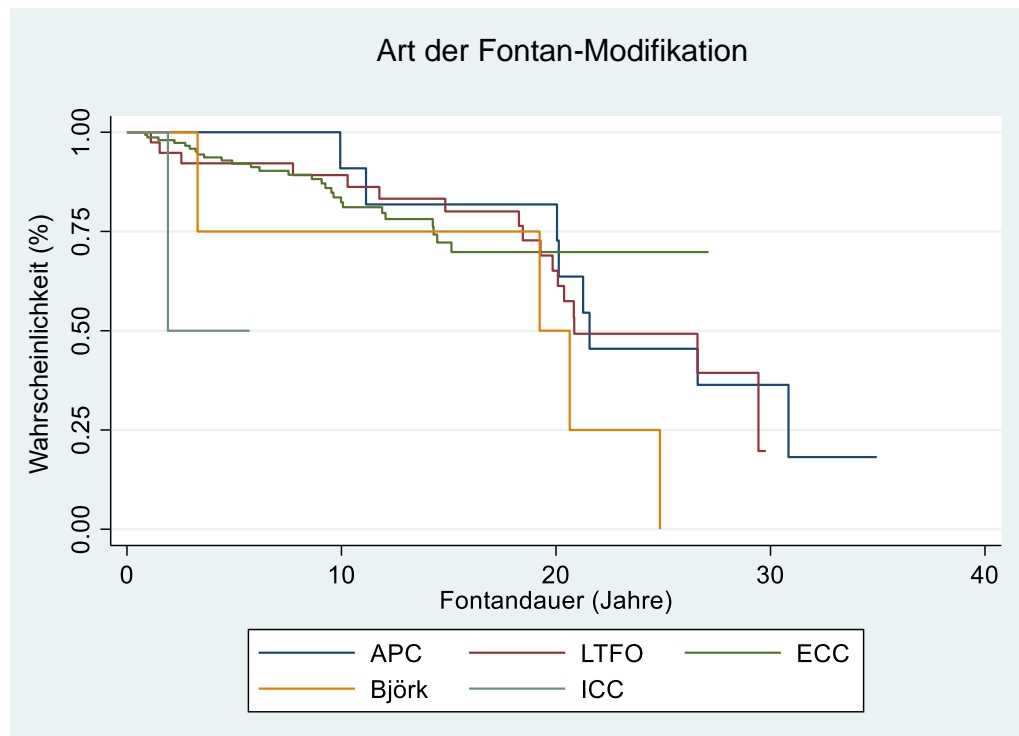 Art der Fontan-Modifikation
Wahrscheinlichkeit (%)
1.00
0.75
0.50
0.25
0.00
0 10 20 30 40
Fontandauer (Jahre)
APC LTFO ECC
Björk ICC